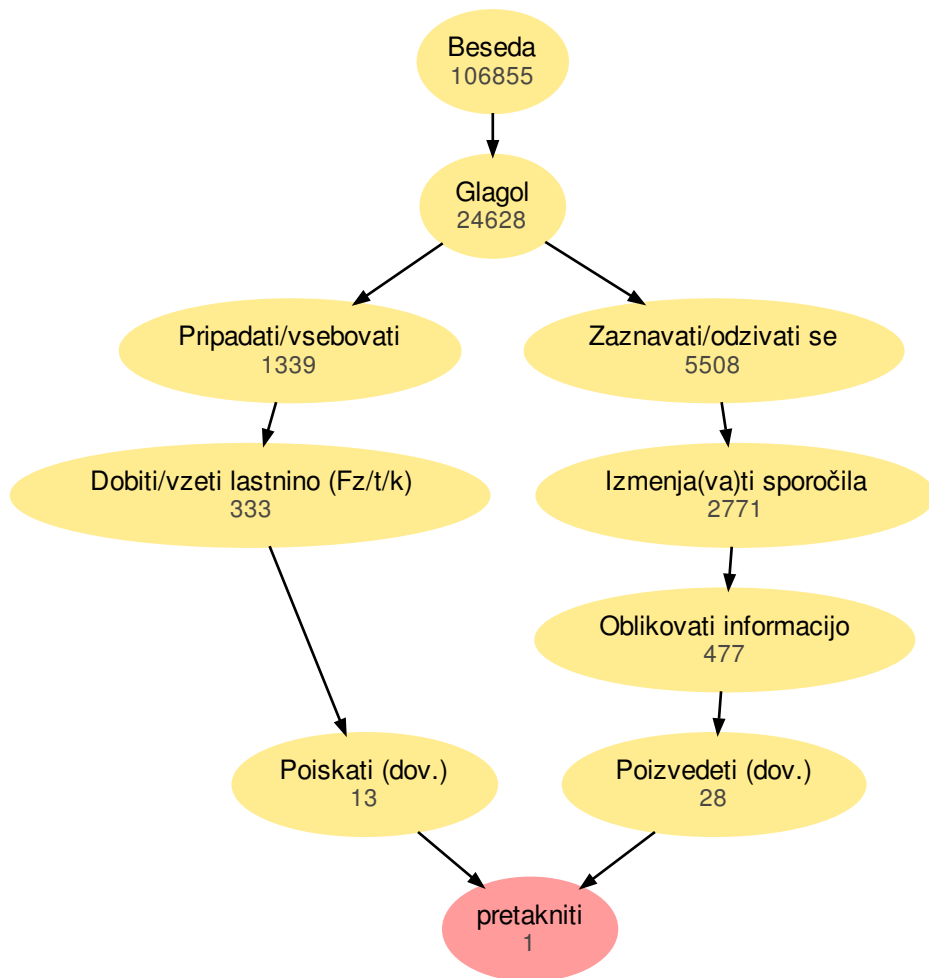 Beseda
106855
Glagol
24628
Pripadati/vsebovati
1339
Zaznavati/odzivati se
5508
Dobiti/vzeti lastnino (Fz/t/k)
333
Izmenja(va)ti sporočila
2771
Oblikovati informacijo
477
Poiskati (dov.)
13
Poizvedeti (dov.)
28
pretakniti
1